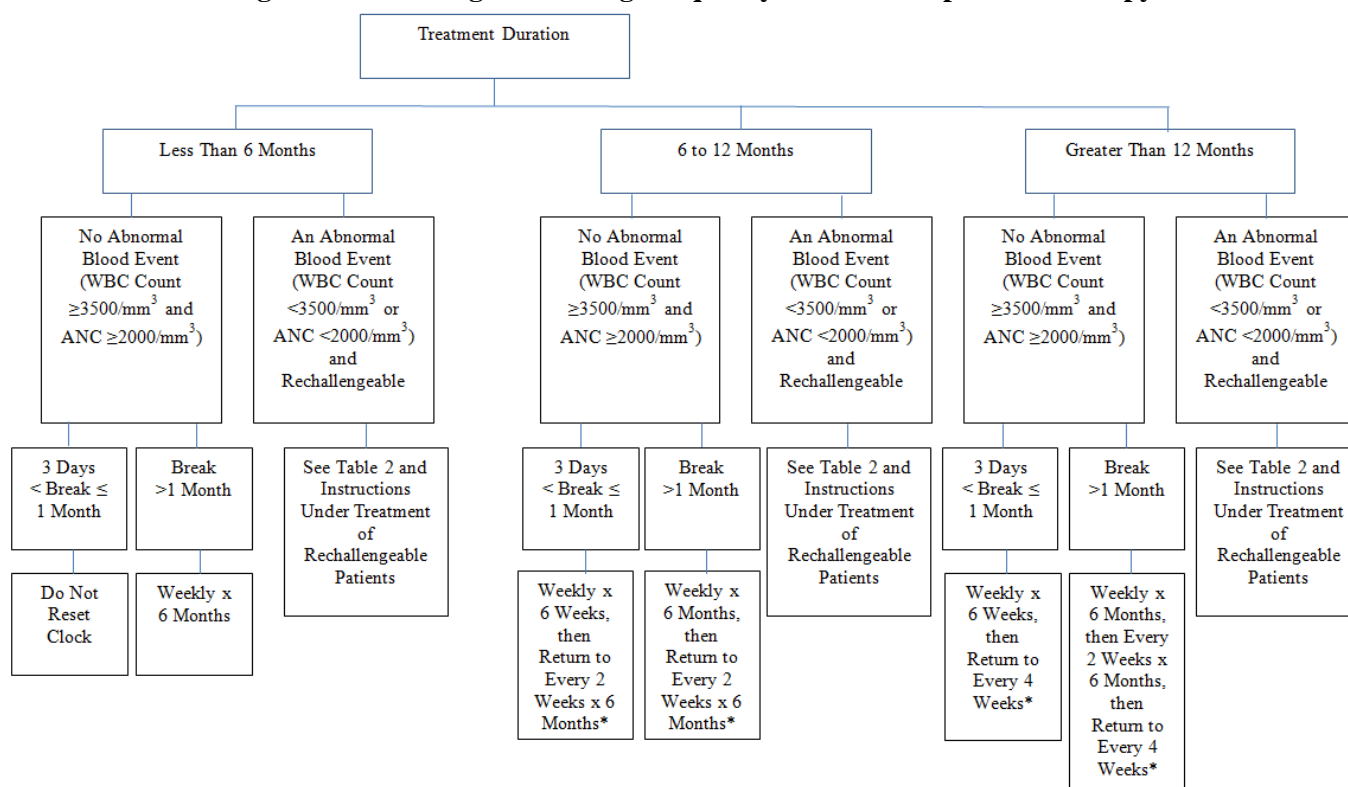 Treatment Duration
Less Than 6 Months
6 to 12 Months
Greater Than 12 Months
No Abnormal
Blood Event
(WBC Count
≥3500/mm³ and
ANC ≥2000/mm³)
An Abnormal
Blood Event
(WBC Count
<3500/mm³ or
ANC <2000/mm³)
and
Rechallengeable
No Abnormal
Blood Event
(WBC Count
≥3500/mm³ and
ANC ≥2000/mm³)
An Abnormal
Blood Event
(WBC Count
<3500/mm³ or
ANC <2000/mm³)
and
Rechallengeable
No Abnormal
Blood Event
(WBC Count
≥3500/mm³ and
ANC ≥2000/mm³)
An Abnormal
Blood Event
(WBC Count
<3500/mm³ or
ANC <2000/mm³)
and
Rechallengeable
3 Days
< Break ≤
1 Month
Break
>1 Month
See Table 2 and
Instructions
Under Treatment
of
Rechallengeable
Patients
3 Days
< Break ≤
1 Month
Break
>1 Month
See Table 2 and
Instructions
Under Treatment
of
Rechallengeable
Patients
3 Days
< Break ≤
1 Month
Break
>1 Month
See Table 2 and
Instructions
Under Treatment
of
Rechallengeable
Patients
Do Not
Reset
Clock
Weekly x
6 Months
Weekly x
6 Weeks,
then
Return to
Every 2
Weeks x 6
Months*
Weekly x
6 Months,
then
Return to
Every 2
Weeks x 6
Months*
Weekly x
6 Weeks,
then
Return to
Every 4
Weeks*
Weekly x
6 Months,
then Every
2 Weeks x
6 Months,
then
Return to
Every 4
Weeks*